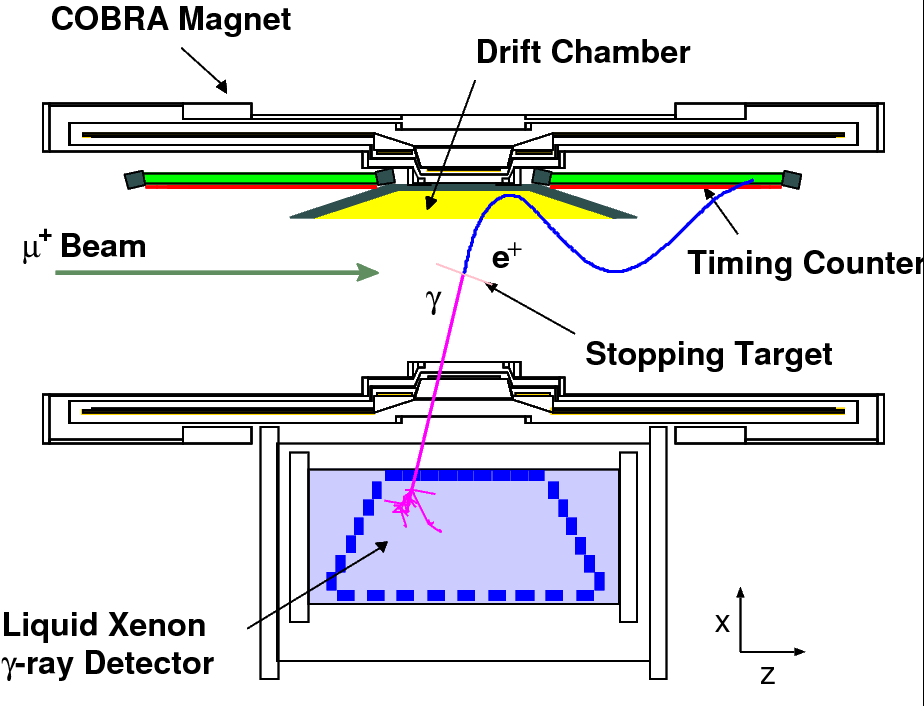 COBRA Magnet
Drift Chamber
μ+ Beam
e+
Timing Counter
γ
Stopping Target
Liquid Xenon
γ-ray Detector
x
z